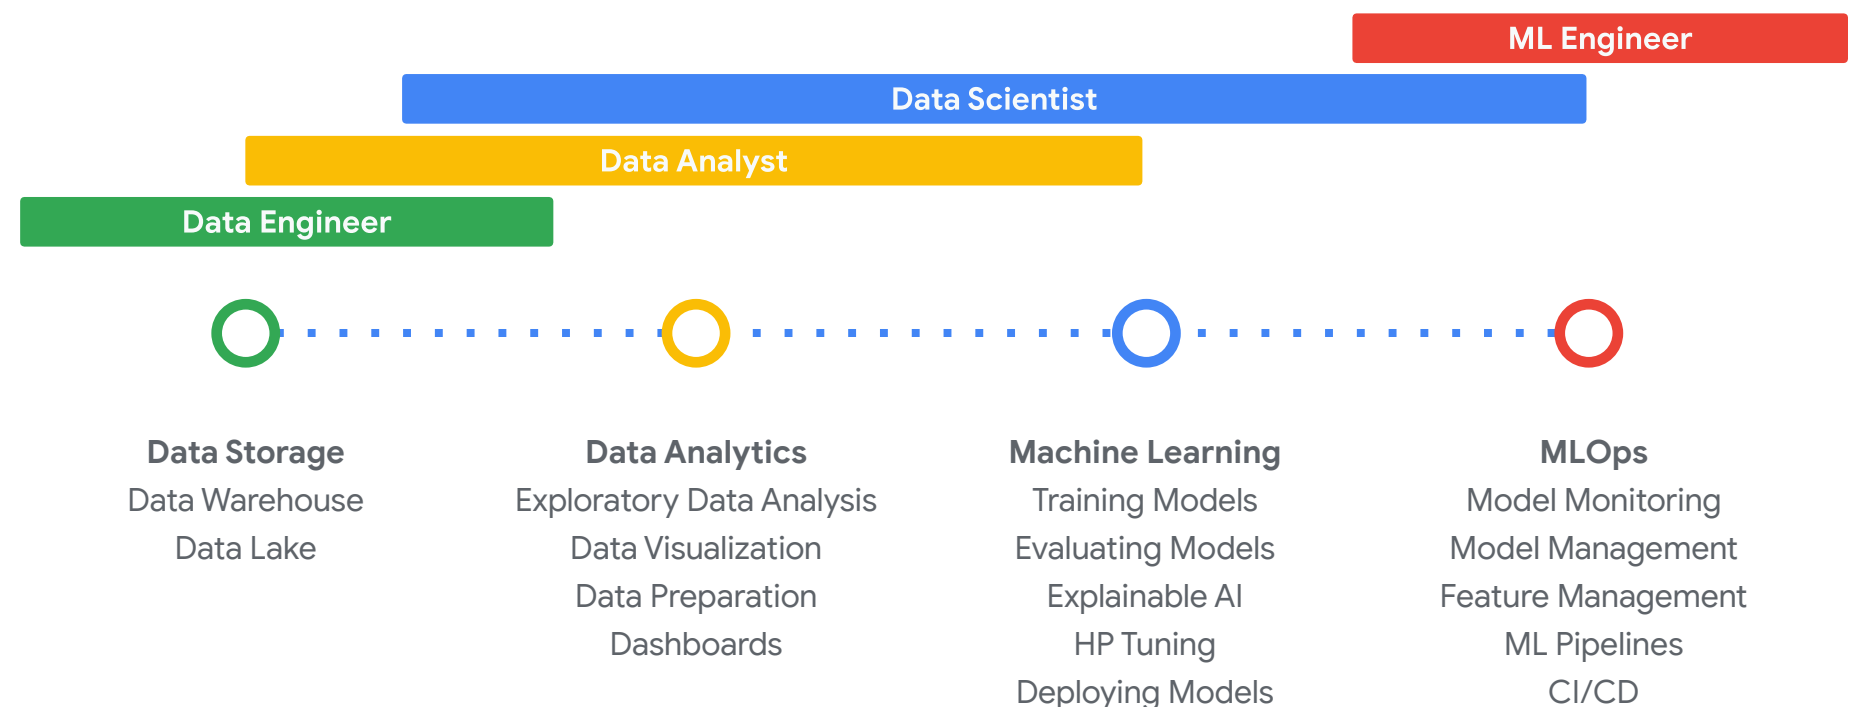 ML Engineer
Data Scientist
Data Analyst
Data Engineer
Data Storage
Data Warehouse
Data Lake
Data Analytics
Exploratory Data Analysis
Data Visualization
Data Preparation
Dashboards
Machine Learning
Training Models
Evaluating Models
Explainable AI
HP Tuning
Deploying Models
MLOps
Model Monitoring
Model Management
Feature Management
ML Pipelines
CI/CD